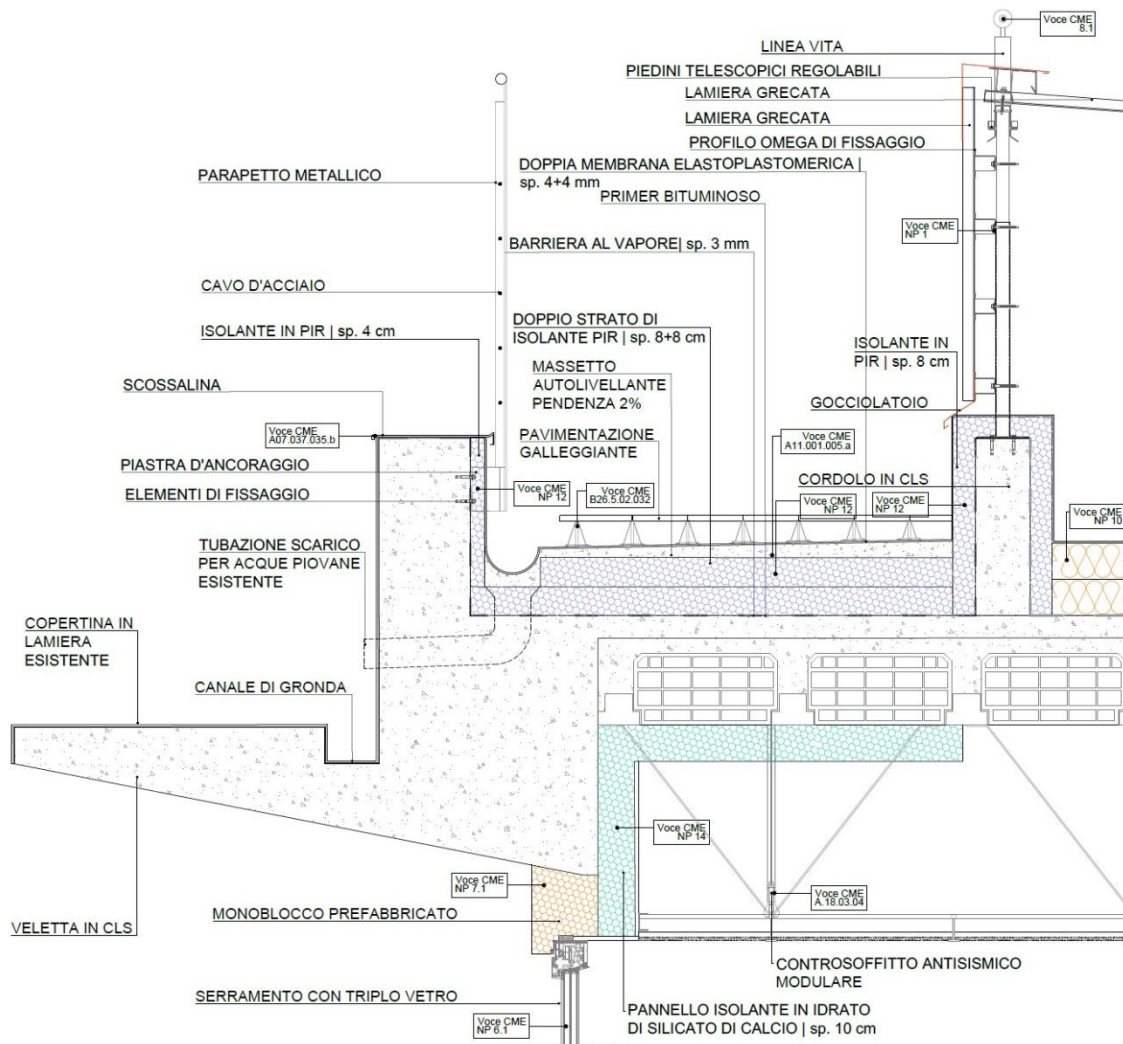 Voce CME
8.1
LINEA VITA
PIEDINI TELESCOPICI REGOLABILI
LAMIERA GRECATA
LAMIERA GRECATA
PROFILO OMEGA DI FISSAGGIO
DOPPIA MEMBRANA ELASTOPLASTOMERICA |
sp. 4+4 mm
PARAPETTO METALLICO
PRIMER BITUMINOSO
Voce CME
NP 1
BARRIERA AL VAPORE| sp. 3 mm
CAVO D'ACCIAIO
ISOLANTE IN PIR | sp. 4 cm
DOPPIO STRATO DI
ISOLANTE PIR | sp. 8+8 cm
ISOLANTE IN
PIR | sp. 8 cm
MASSETTO
AUTOLIVELLANTE
PENDENZA 2%
SCOSSALINA
GOCCIOLATOIO
Voce CME
A07.037.035.b
PAVIMENTAZIONE
GALLEGGIANTE
Voce CME
A11.001.005.a
PIASTRA D'ANCORAGGIO
CORDOLO IN CLS
ELEMENTI DI FISSAGGIO
Voce CME
NP 12
Voce CME
B26.5.02.032
Voce CME
NP 12
Voce CME
NP 12
Voce CME
NP 10
TUBAZIONE SCARICO
PER ACQUE PIOVANE
ESISTENTE
COPERTINA IN
LAMIERA
ESISTENTE
CANALE DI GRONDA
Voce CME
NP 14
Voce CME
NP 7.1
Voce CME
A.18.03.04
MONOBLOCCO PREFABBRICATO
VELETTA IN CLS
CONTROSOFFITTO ANTISISMICO
MODULARE
SERRAMENTO CON TRIPLO VETRO
PANNELLO ISOLANTE IN IDRATO
DI SILICATO DI CALCIO | sp. 10 cm
Voce CME
NP 6.1